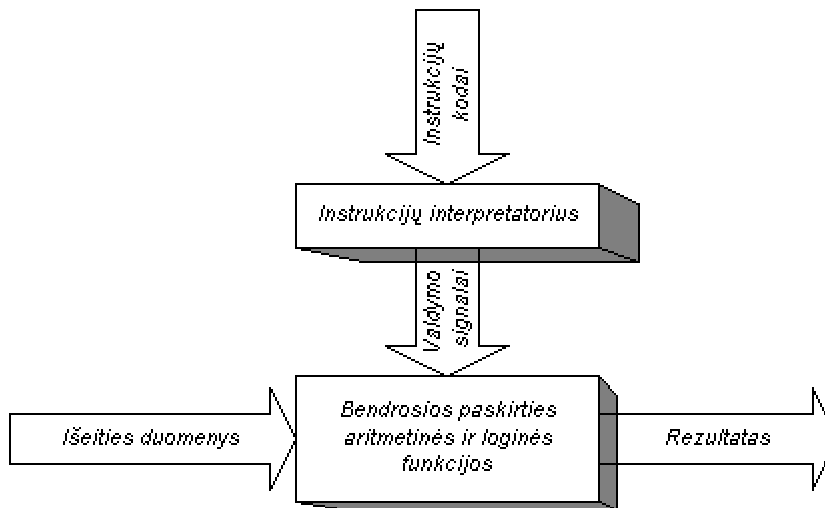 Instrukcijų
kodai
Instrukcijų interpretatorius
Valdymo
signalai
Išeities duomenys
Bendrosios paskirties
aritmetinės ir loginės
funkcijos
Rezultatas